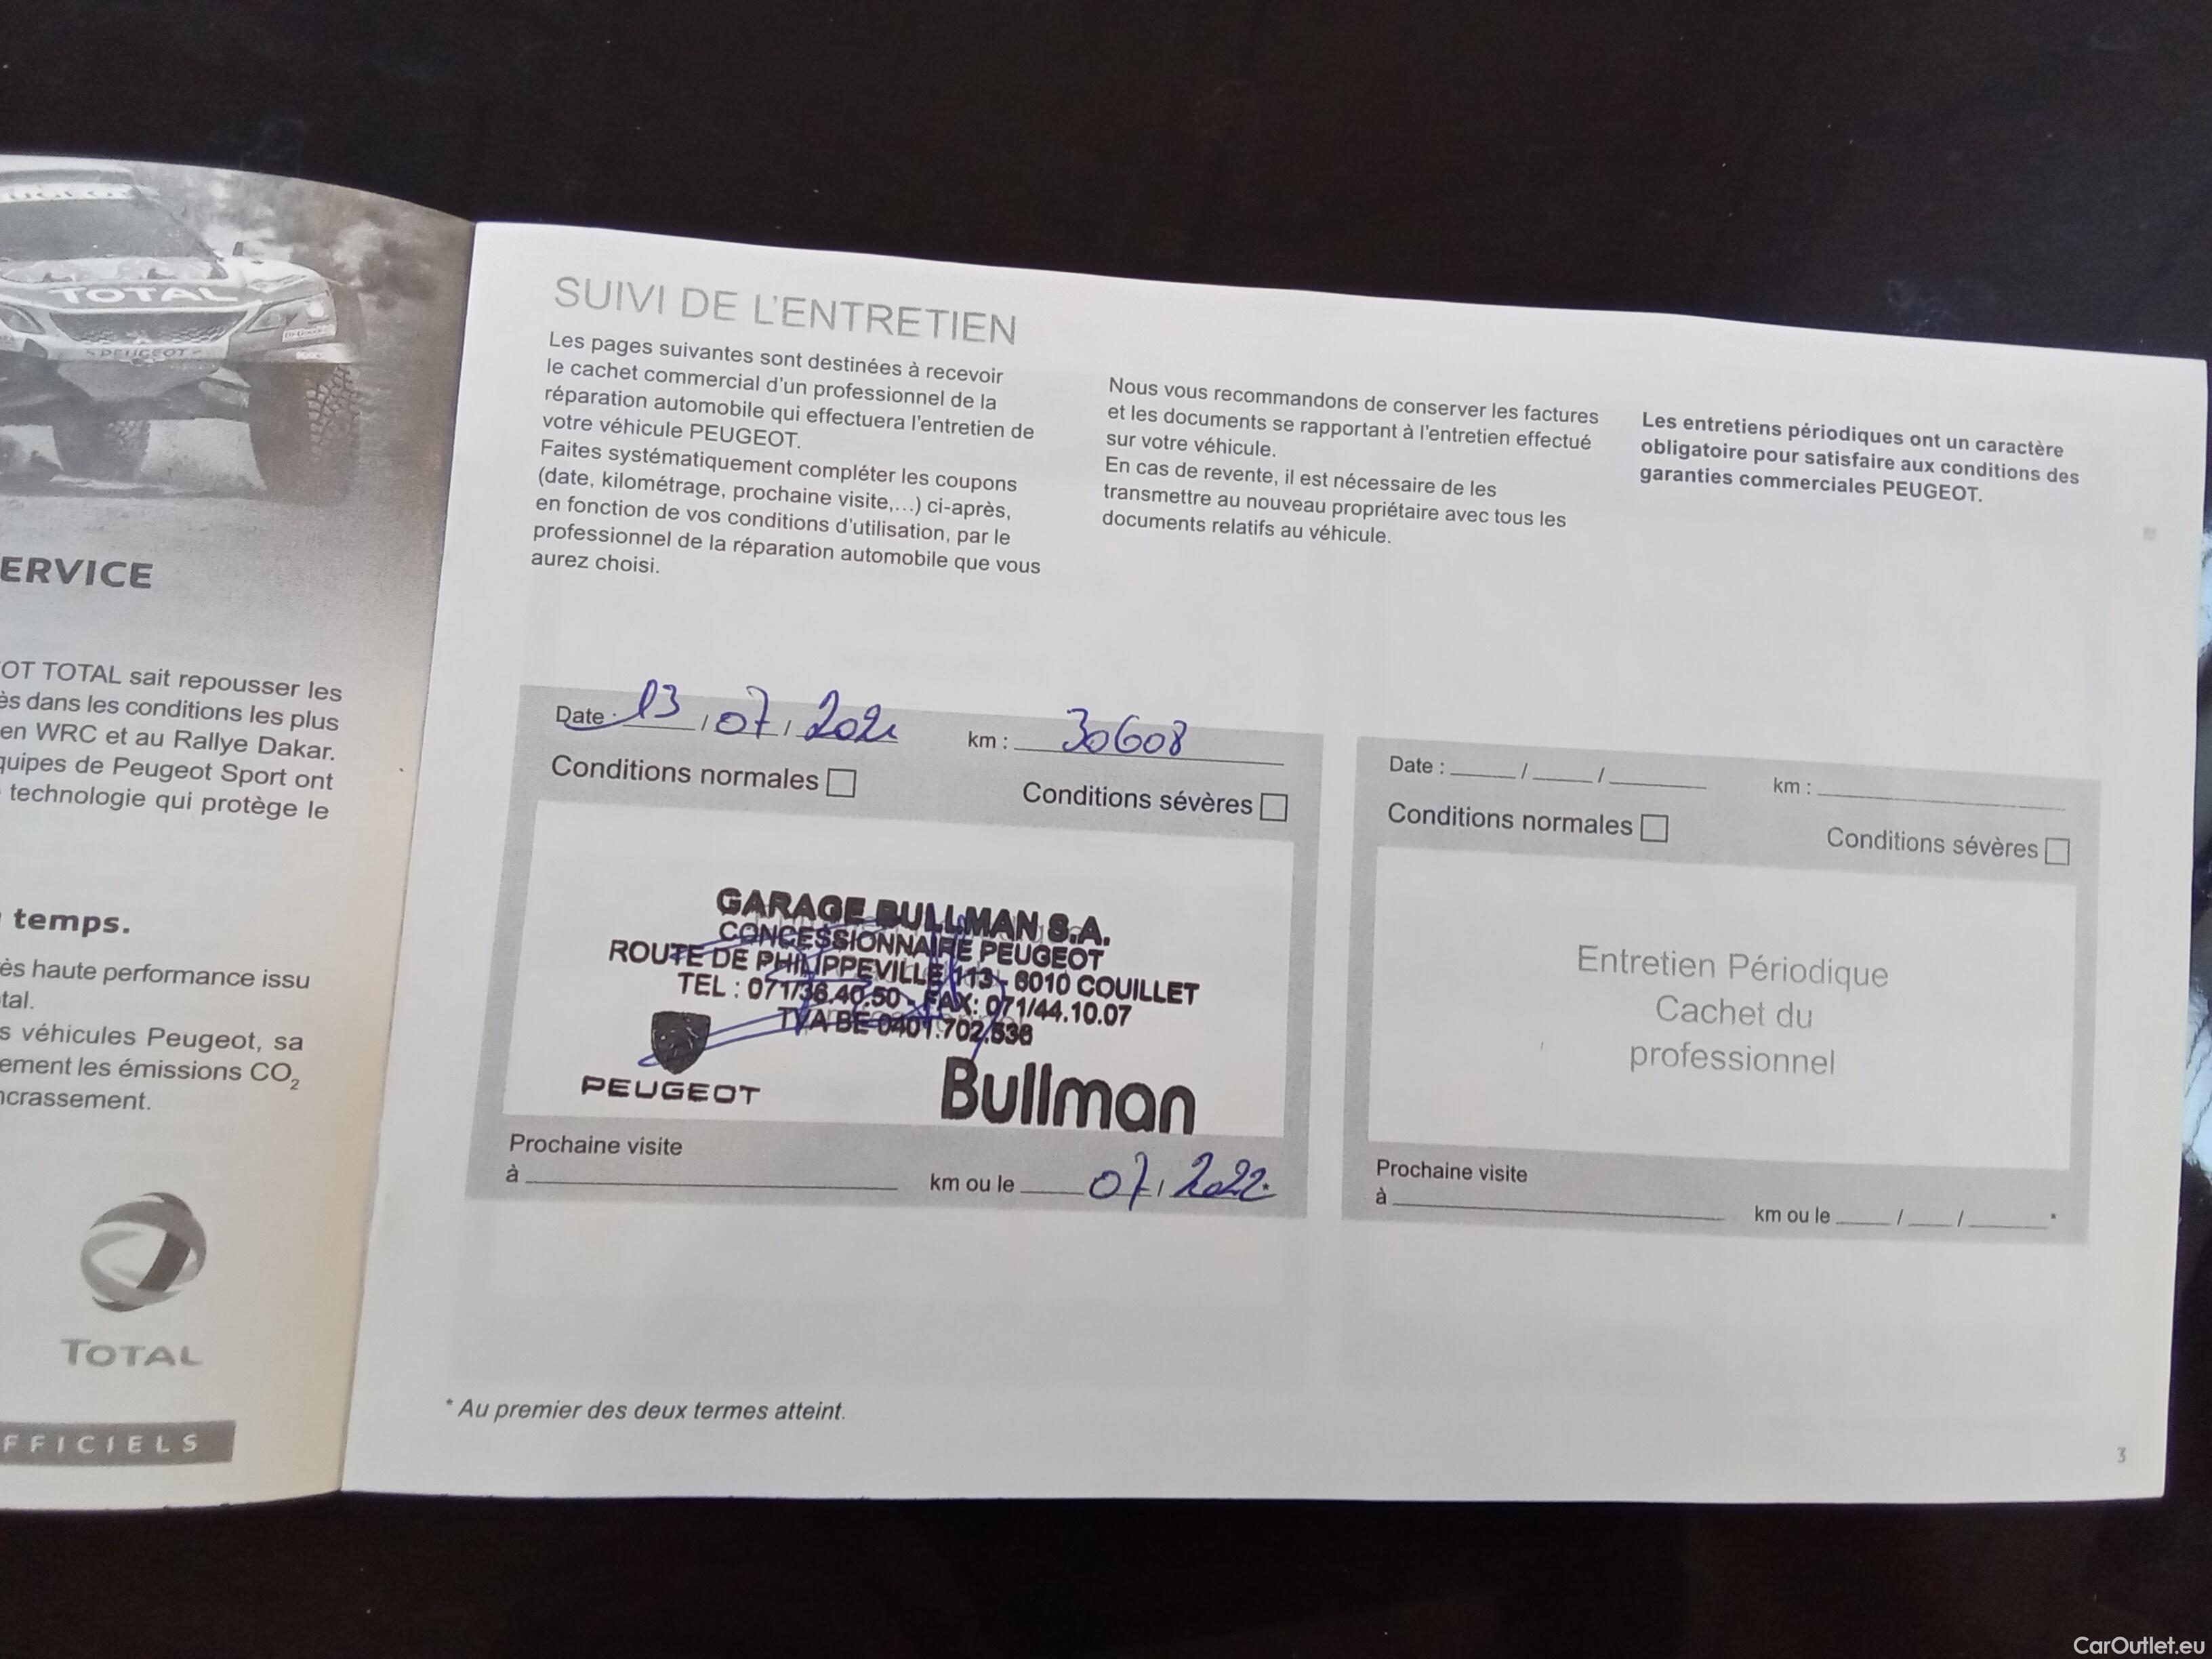 TOTAL
PEUGEOT
ERVICE
OT TOTAL sait repousser les
ès dans les conditions les plus
en WRC et au Rallye Dakar.
quipes de Peugeot Sport ont
technologie qui protège le
temps.
ès haute performance issu
tal.
s véhicules Peugeot, sa
ement les émissions CO2
ncrassement.
TOTAL
FFICIELS
SUIVI DE L'ENTRETIEN
Les pages suivantes sont destinées à recevoir
le cachet commercial d'un professionnel de la
réparation automobile qui effectuera l'entretien de
votre véhicule PEUGEOT.
Faites systématiquement compléter les coupons
(date, kilométrage, prochaine visite,...) ci-après,
en fonction de vos conditions d'utilisation, par le
professionnel de la réparation automobile que vous
aurez choisi.
Nous vous recommandons de conserver les factures
et les documents se rapportant à l'entretien effectué
sur votre véhicule.
En cas de revente, il est nécessaire de les
transmettre au nouveau propriétaire avec tous les
documents relatifs au véhicule.
Les entretiens périodiques ont un caractère
obligatoire pour satisfaire aux conditions des
garanties commerciales PEUGEOT.
Date : 13 / 07 / 2021 km : 30608
Conditions normales Conditions sévères
GARAGE BULLMAN S.A.
CONCESSIONNAIRE PEUGEOT
ROUTE DE PHILIPPEVILLE 113 - 6010 COUILLET
TEL : 071/36.40.50 - FAX: 071/44.10.07
TVA BE 0401.702.536
PEUGEOT Bullman
Prochaine visite
à km ou le 07 / 2022*
Date : / / km :
Conditions normales Conditions sévères
Entretien Périodique
Cachet du
professionnel
Prochaine visite
à km ou le / / *
* Au premier des deux termes atteint.
3
CarOutlet.eu